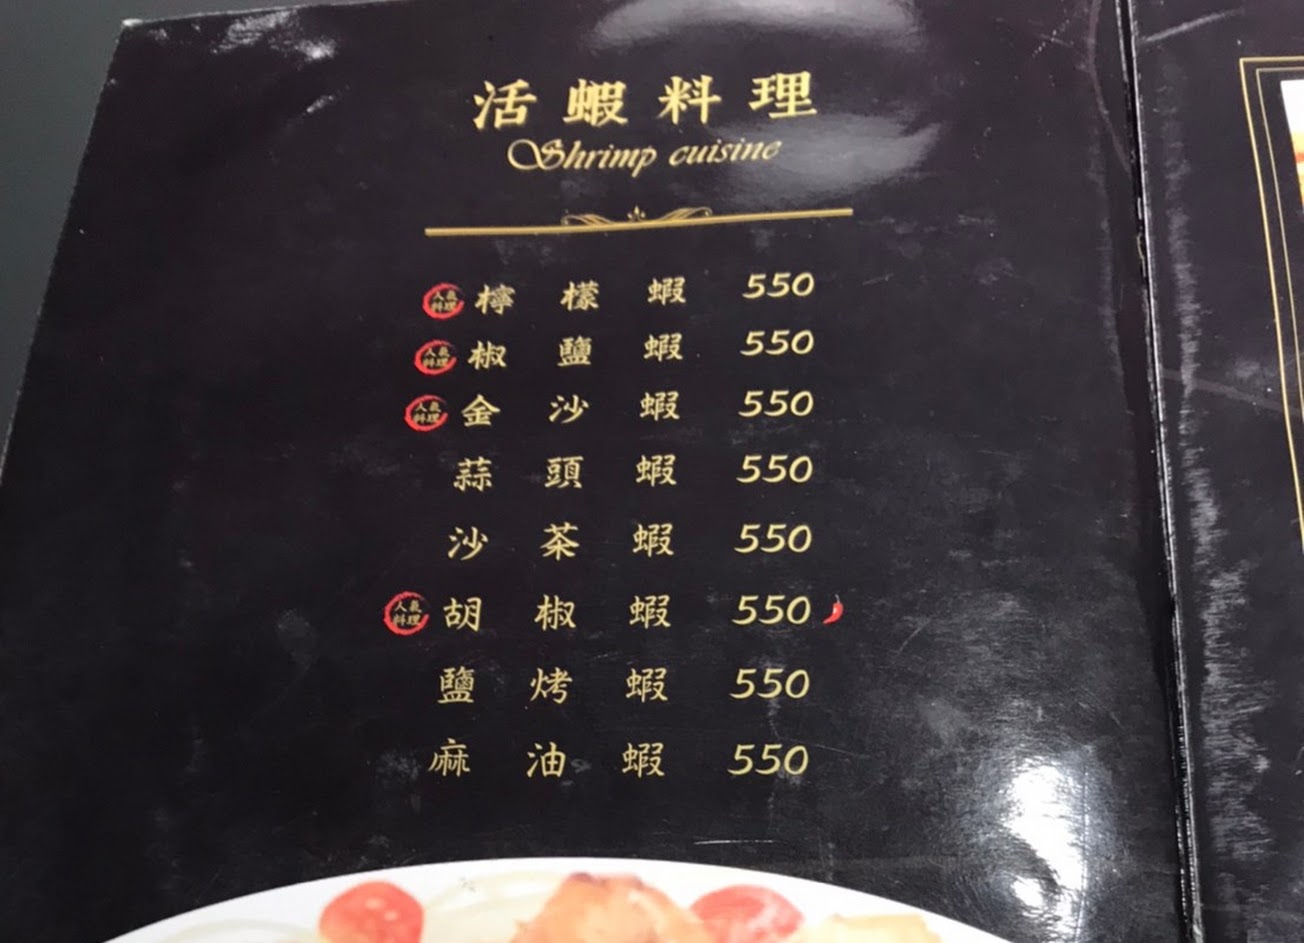 活蝦料理
Shrimp cuisine
人氣料理 檸檬蝦 550
人氣料理 椒鹽蝦 550
人氣料理 金沙蝦 550
蒜頭蝦 550
沙茶蝦 550
人氣料理 胡椒蝦 550
鹽烤蝦 550
麻油蝦 550